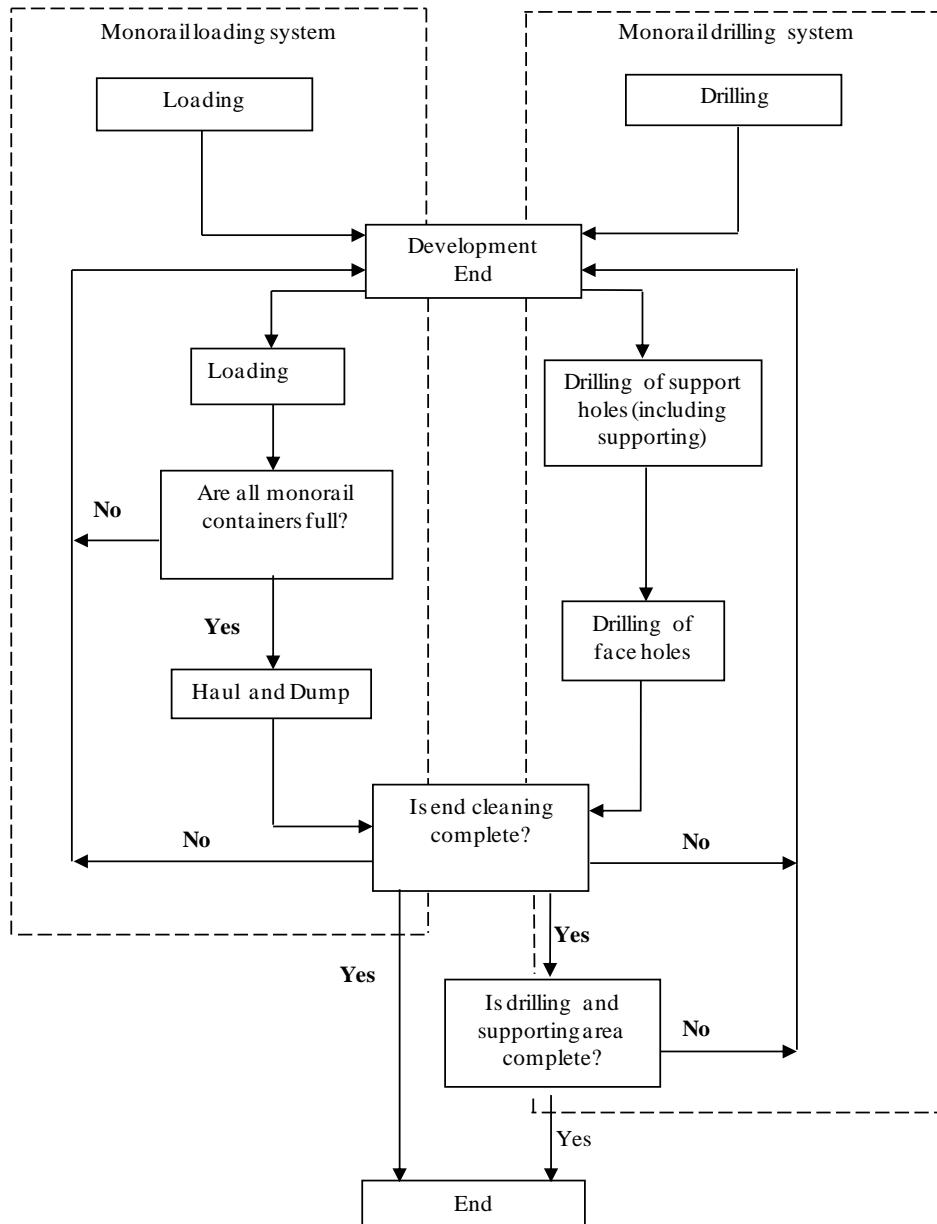 Monorail loading system
Monorail drilling system
Loading
Drilling
Development
End
Loading
Drilling of support
holes (including
supporting)
Are all monorail
containers full?
No
Yes
Drilling of
face holes
Haul and Dump
Is end cleaning
complete?
No
No
Yes
Yes
Is drilling and
supporting area
complete?
No
Yes
End